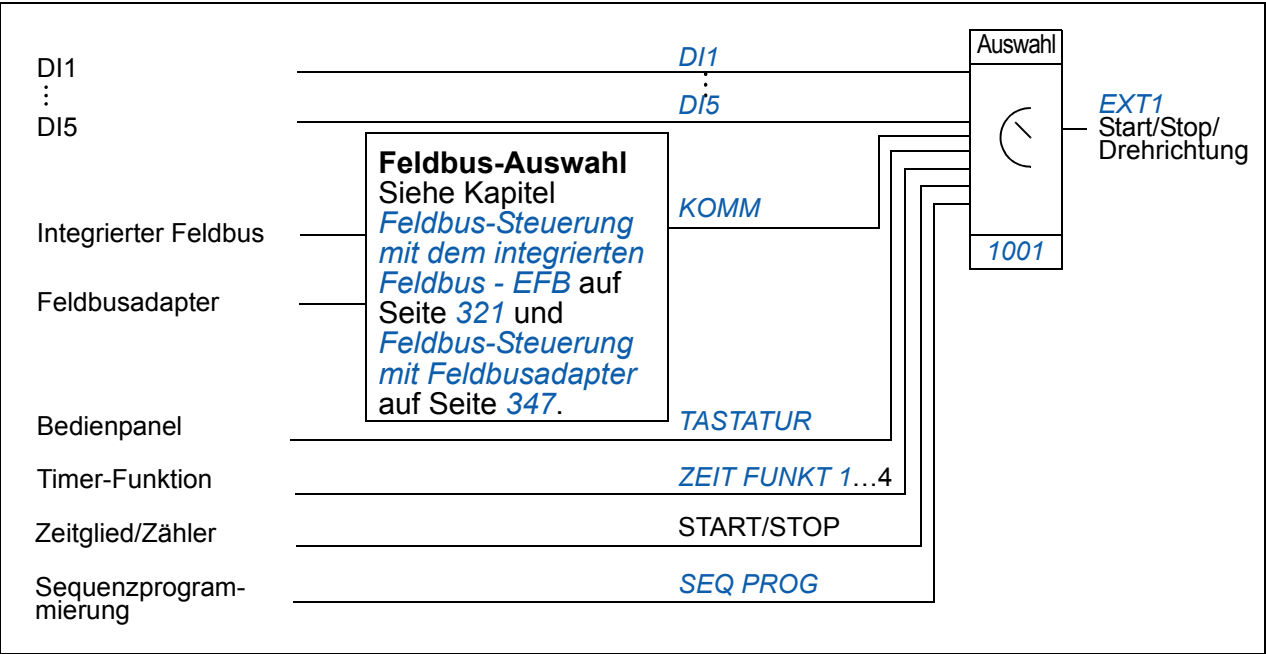 Auswahl
DI1
DI1
DI5
DI5
EXT1
Start/Stop/
Drehrichtung
Feldbus-Auswahl
Siehe Kapitel
Feldbus-Steuerung
mit dem integrierten
Feldbus - EFB auf
Seite 321 und
Feldbus-Steuerung
mit Feldbusadapter
auf Seite 347.
KOMM
Integrierter Feldbus
1001
Feldbusadapter
Bedienpanel
TASTATUR
Timer-Funktion
ZEIT FUNKT 1...4
Zeitglied/Zähler
START/STOP
Sequenzprogram-
mierung
SEQ PROG